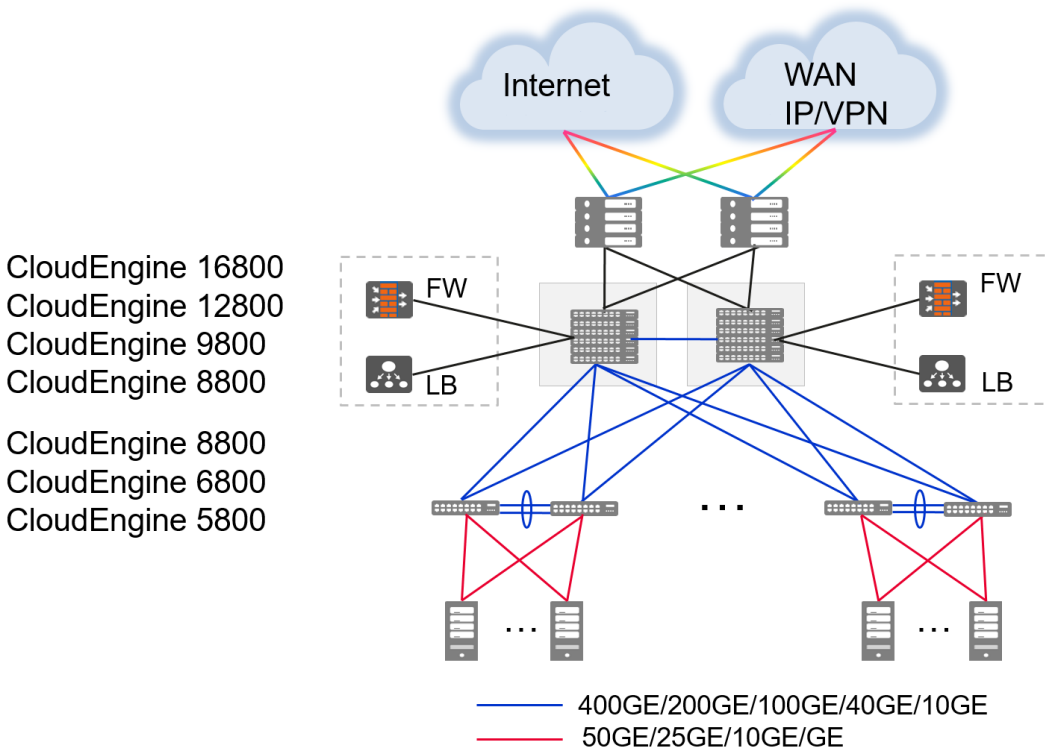 Internet
WAN
IP/VPN
CloudEngine 16800
CloudEngine 12800
CloudEngine 9800
CloudEngine 8800
FW
LB
FW
LB
CloudEngine 8800
CloudEngine 6800
CloudEngine 5800
...
...
...
400GE/200GE/100GE/40GE/10GE
50GE/25GE/10GE/GE